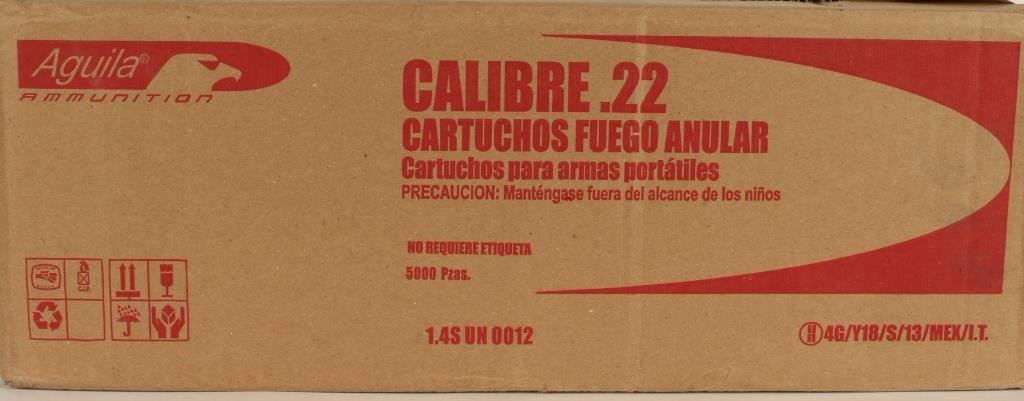 Aguila®
AMMUNITION
CALIBRE .22
CARTUCHOS FUEGO ANULAR
Cartuchos para armas portátiles
PRECAUCION: Manténgase fuera del alcance de los niños
NO REQUIERE ETIQUETA
5000 Pzas.
C.I.P.
1.4S UN 0012
un 4G/Y18/S/13/MEX/I.T.